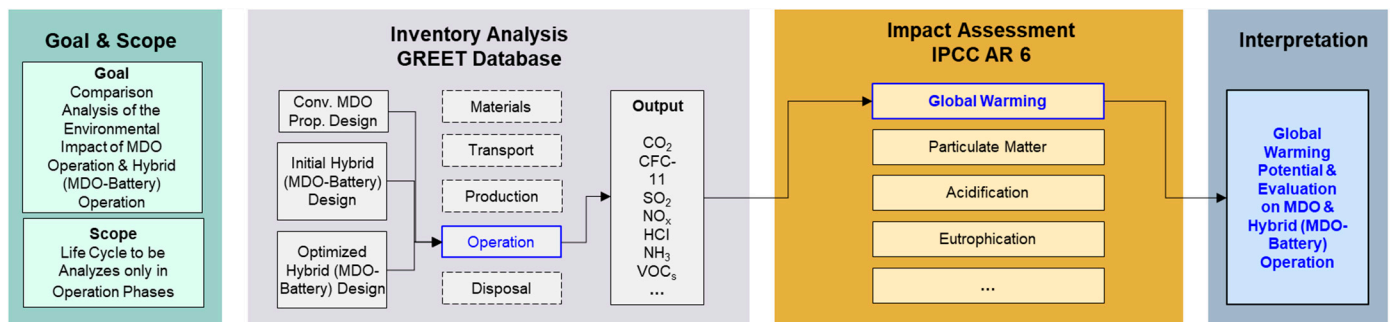 Goal & Scope
Goal
Comparison
Analysis of the
Environmental
Impact of MDO
Operation & Hybrid
(MDO-Battery)
Operation
Scope
Life Cycle to be
Analyzes only in
Operation Phases
Inventory Analysis
GREET Database
Conv. MDO
Prop. Design
Initial Hybrid
(MDO-Battery)
Design
Optimized
Hybrid (MDO-
Battery) Design
Materials
Transport
Production
Operation
Disposal
Output
CO₂
CFC-
11
SO₂
NOₓ
HCl
NH₃
VOCₛ
...
Impact Assessment
IPCC AR 6
Global Warming
Particulate Matter
Acidification
Eutrophication
...
Interpretation
Global
Warming
Potential &
Evaluation
on MDO &
Hybrid (MDO-
Battery)
Operation